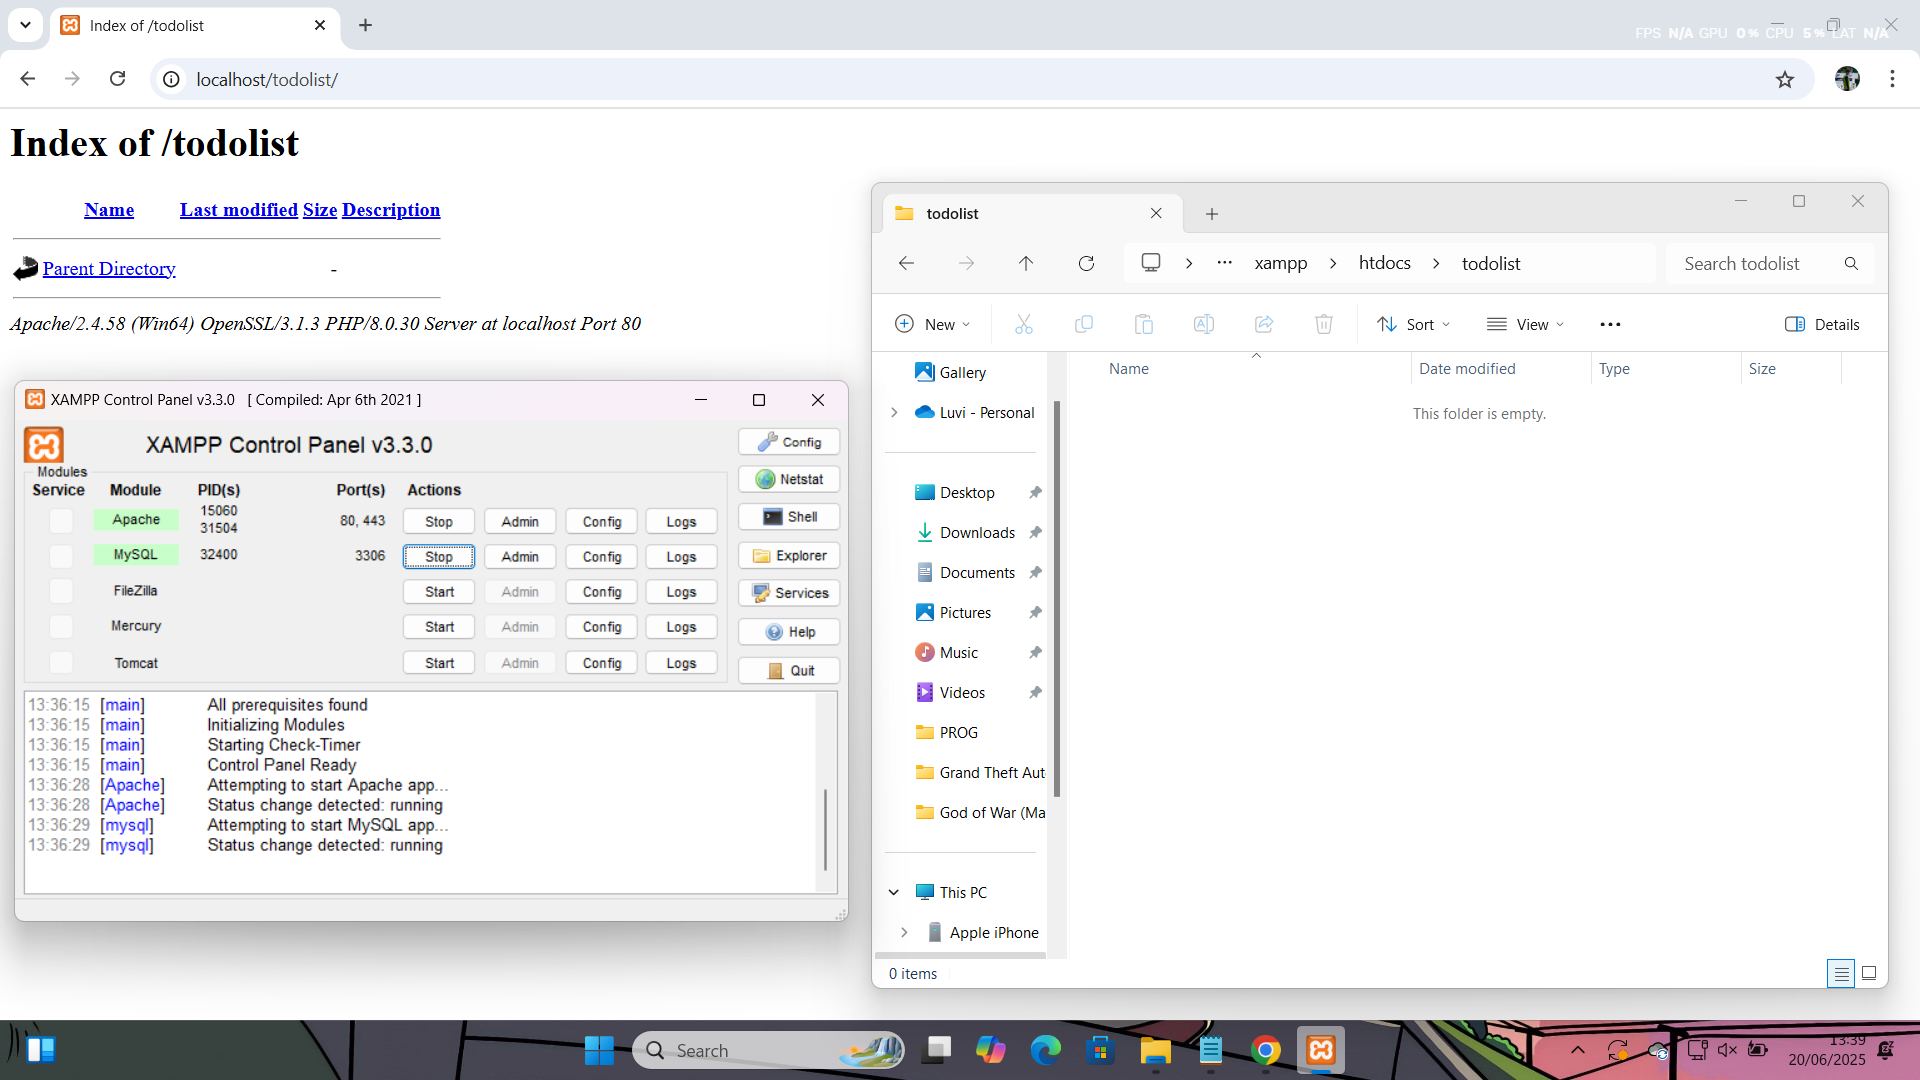 Index of /todolist
FPS N/A GPU 0% CPU 5% LAT N/A
localhost/todolist/
Index of /todolist
Name Last modified Size Description
Parent Directory -
Apache/2.4.58 (Win64) OpenSSL/3.1.3 PHP/8.0.30 Server at localhost Port 80
XAMPP Control Panel v3.3.0 [ Compiled: Apr 6th 2021 ]
XAMPP Control Panel v3.3.0
Config
Modules
Service Module PID(s) Port(s) Actions
Netstat
Apache 15060 31504 80, 443 Stop Admin Config Logs
Shell
MySQL 32400 3306 Stop Admin Config Logs
Explorer
FileZilla Start Admin Config Logs
Services
Mercury Start Admin Config Logs
Help
Tomcat Start Admin Config Logs
Quit
13:36:15 [main] All prerequisites found
13:36:15 [main] Initializing Modules
13:36:15 [main] Starting Check-Timer
13:36:15 [main] Control Panel Ready
13:36:28 [Apache] Attempting to start Apache app...
13:36:28 [Apache] Status change detected: running
13:36:29 [mysql] Attempting to start MySQL app...
13:36:29 [mysql] Status change detected: running
todolist
xampp htdocs todolist
Search todolist
New Sort View Details
Name Date modified Type Size
This folder is empty.
Gallery
Luvi - Personal
Desktop
Downloads
Documents
Pictures
Music
Videos
PROG
Grand Theft Aut
God of War (Ma
This PC
Apple iPhone
0 items
Search
13:39
20/06/2025